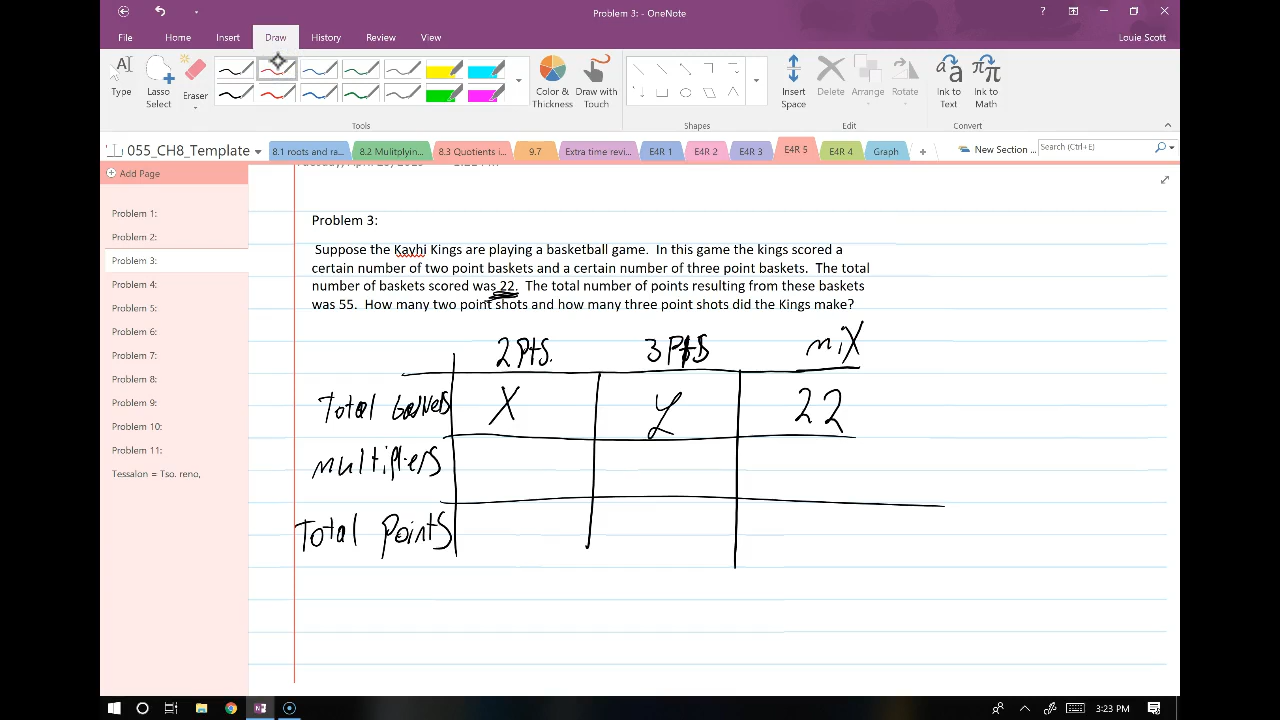 Problem 3: - OneNote
Louie Scott
File Home Insert Draw History Review View
Type
Lasso Select
Eraser
Color & Thickness
Draw with Touch
Insert Space
Delete
Arrange
Rotate
Ink to Text
Ink to Math
Tools
Shapes
Edit
Convert
055_CH8_Template
8.1 roots and ra...
8.2 Mulitplying...
8.3 Quotients i...
9.7
Extra time revi...
E4R 1
E4R 2
E4R 3
E4R 5
E4R 4
Graph
New Section...
Search (Ctrl+E)
Add Page
Problem 1:
Problem 2:
Problem 3:
Problem 4:
Problem 5:
Problem 6:
Problem 7:
Problem 8:
Problem 9:
Problem 10:
Problem 11:
Tessalon = Tso. reno,
Problem 3:
Suppose the Kayhi Kings are playing a basketball game. In this game the kings scored a
certain number of two point baskets and a certain number of three point baskets. The total
number of baskets scored was 22. The total number of points resulting from these baskets
was 55. How many two point shots and how many three point shots did the Kings make?
2 Pts. 3 Pts mix
Total X y 22
multipliers
Total Points
3:23 PM